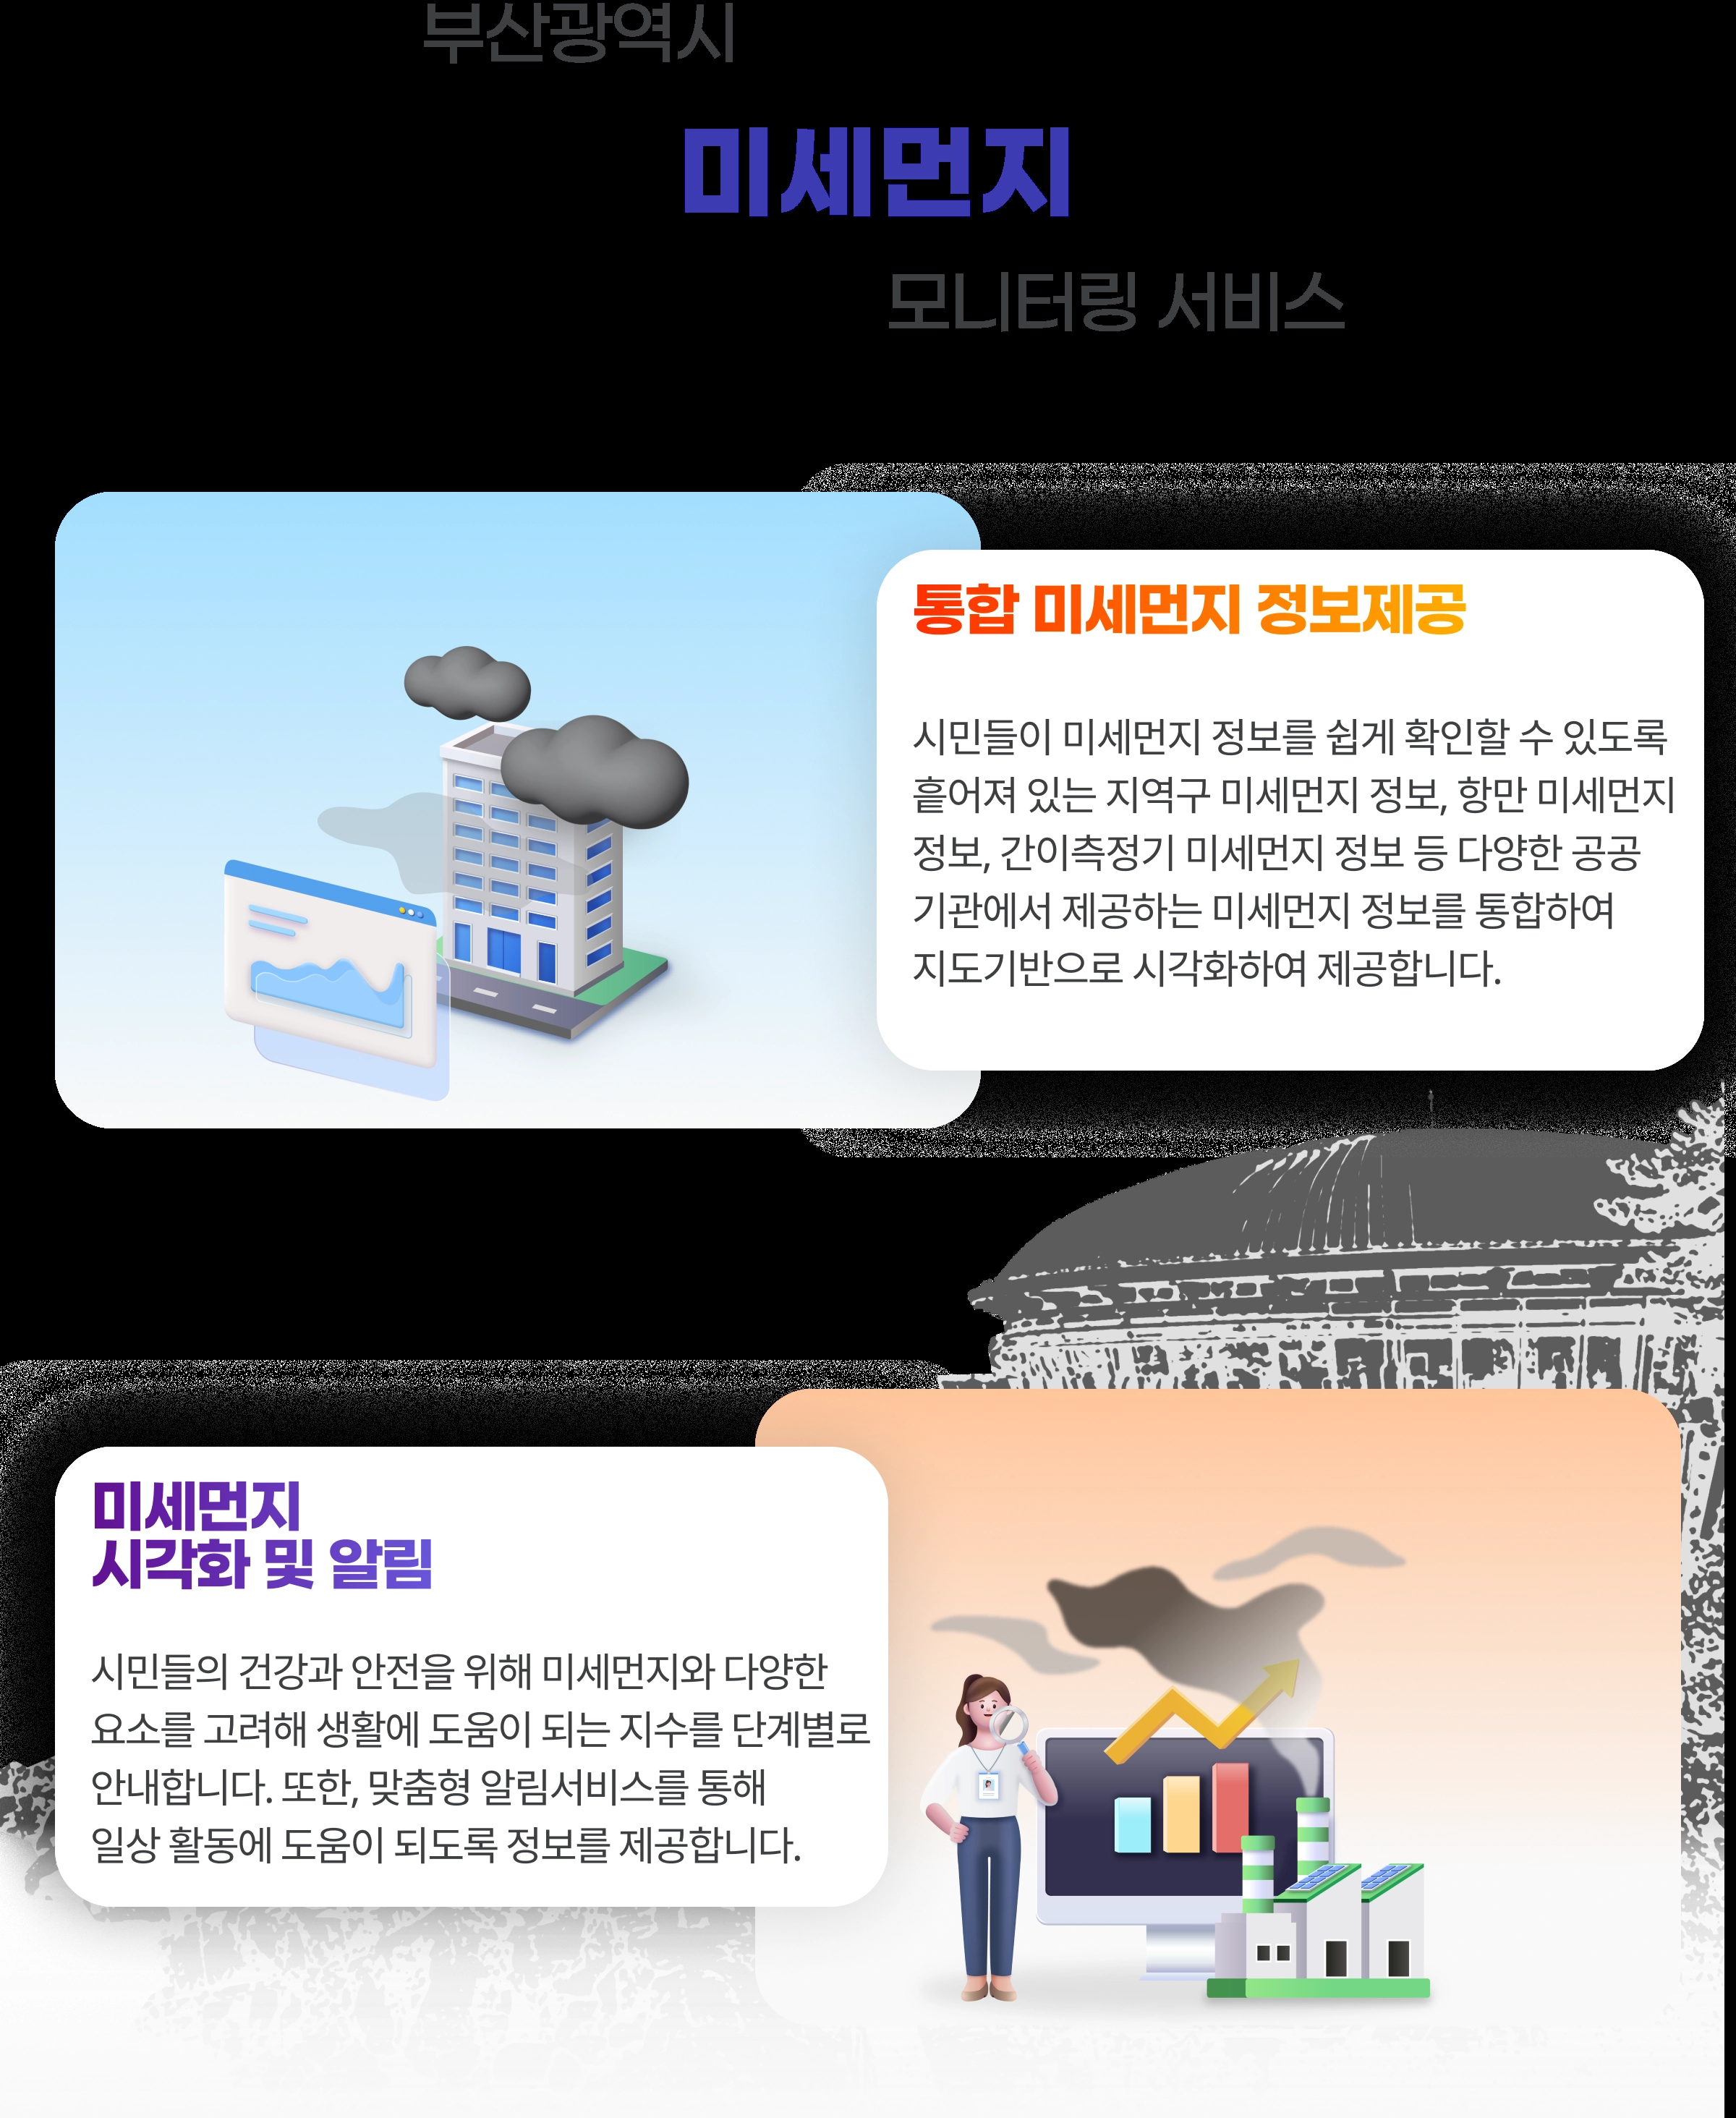 부산광역시
미세먼지
모니터링 서비스
통합 미세먼지 정보제공
시민들이 미세먼지 정보를 쉽게 확인할 수 있도록
흩어져 있는 지역구 미세먼지 정보, 항만 미세먼지
정보, 간이측정기 미세먼지 정보 등 다양한 공공
기관에서 제공하는 미세먼지 정보를 통합하여
지도기반으로 시각화하여 제공합니다.
미세먼지
시각화 및 알림
시민들의 건강과 안전을 위해 미세먼지와 다양한
요소를 고려해 생활에 도움이 되는 지수를 단계별로
안내합니다. 또한, 맞춤형 알림서비스를 통해
일상 활동에 도움이 되도록 정보를 제공합니다.